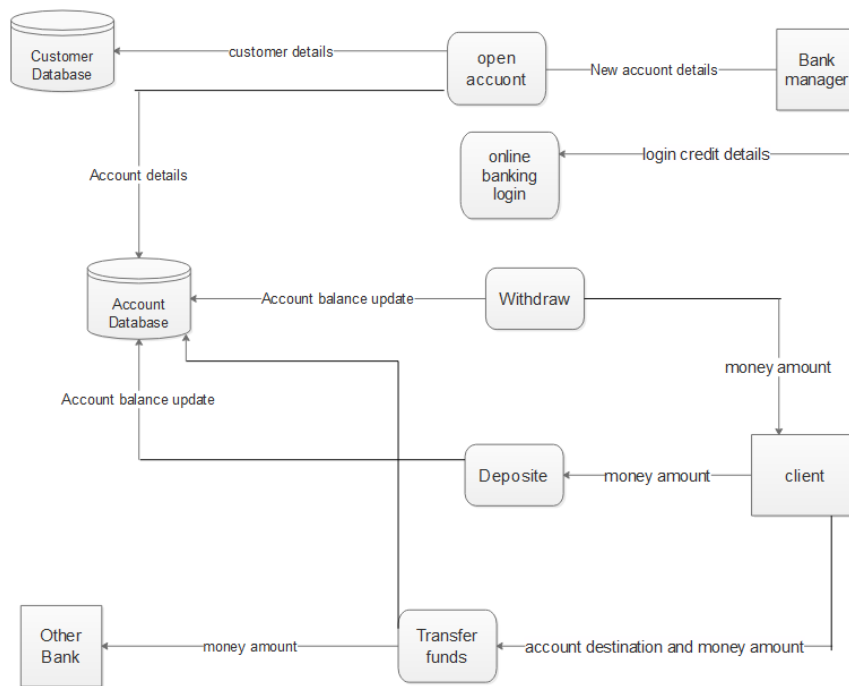 Customer
Database
customer details
open
accuont
New accuont details
Bank
manager
online
banking
login
login credit details
Account details
Account
Database
Account balance update
Withdraw
money amount
Account balance update
Deposite
money amount
client
Other
Bank
money amount
Transfer
funds
account destination and money amount